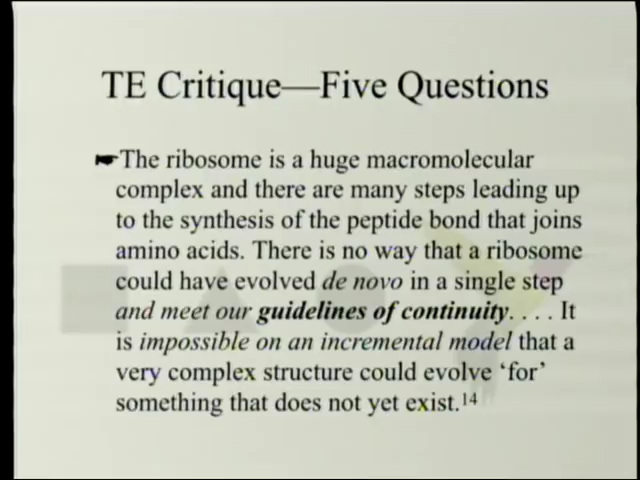 TE Critique—Five Questions
☛The ribosome is a huge macromolecular
complex and there are many steps leading up
to the synthesis of the peptide bond that joins
amino acids. There is no way that a ribosome
could have evolved de novo in a single step
and meet our guidelines of continuity. . . . It
is impossible on an incremental model that a
very complex structure could evolve ‘for’
something that does not yet exist.14